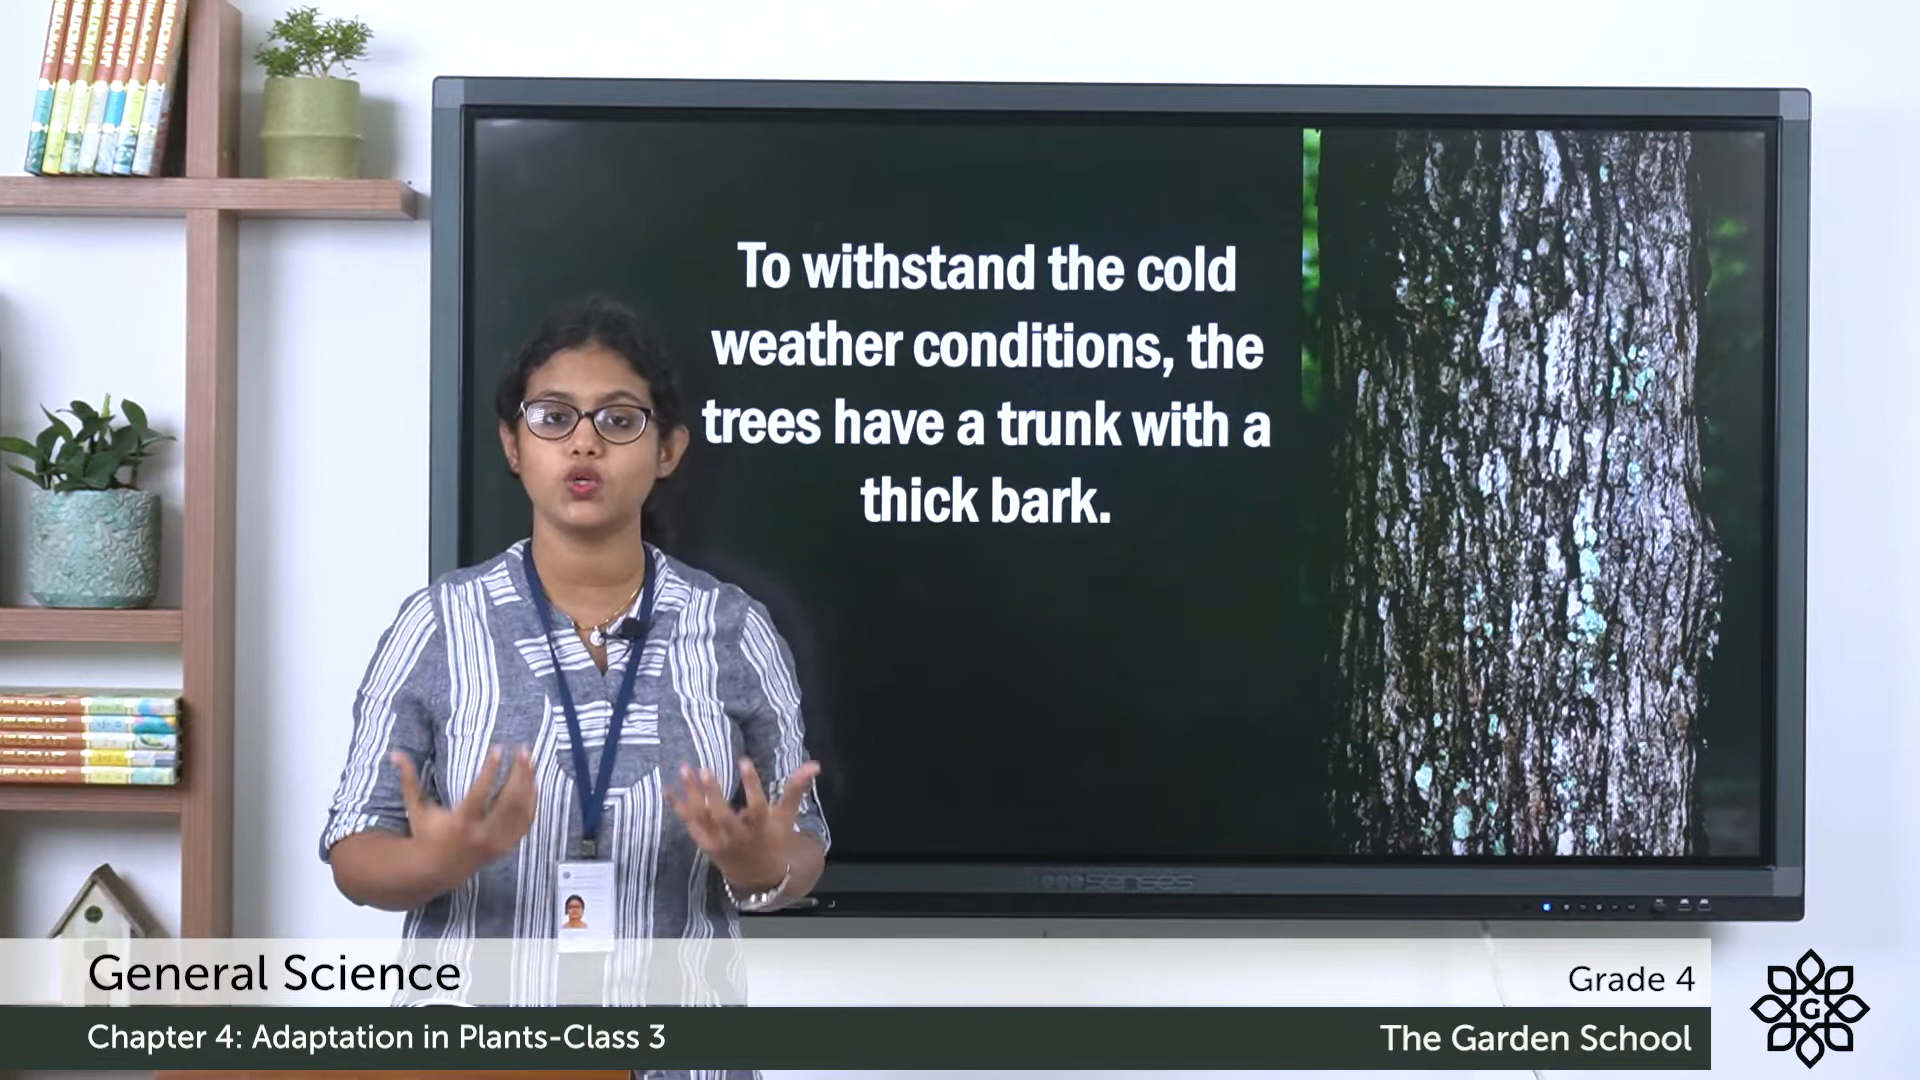 To withstand the cold
weather conditions, the
trees have a trunk with a
thick bark.
senses
General Science
Grade 4
Chapter 4: Adaptation in Plants-Class 3
The Garden School
G